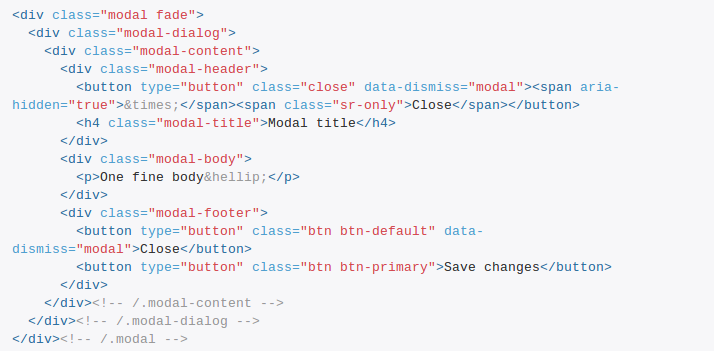 <div class="modal fade">
  <div class="modal-dialog">
    <div class="modal-content">
      <div class="modal-header">
        <button type="button" class="close" data-dismiss="modal"><span aria-
hidden="true">&times;</span><span class="sr-only">Close</span></button>
        <h4 class="modal-title">Modal title</h4>
      </div>
      <div class="modal-body">
        <p>One fine body&hellip;</p>
      </div>
      <div class="modal-footer">
        <button type="button" class="btn btn-default" data-
dismiss="modal">Close</button>
        <button type="button" class="btn btn-primary">Save changes</button>
      </div>
    </div><!-- /.modal-content -->
  </div><!-- /.modal-dialog -->
</div><!-- /.modal -->